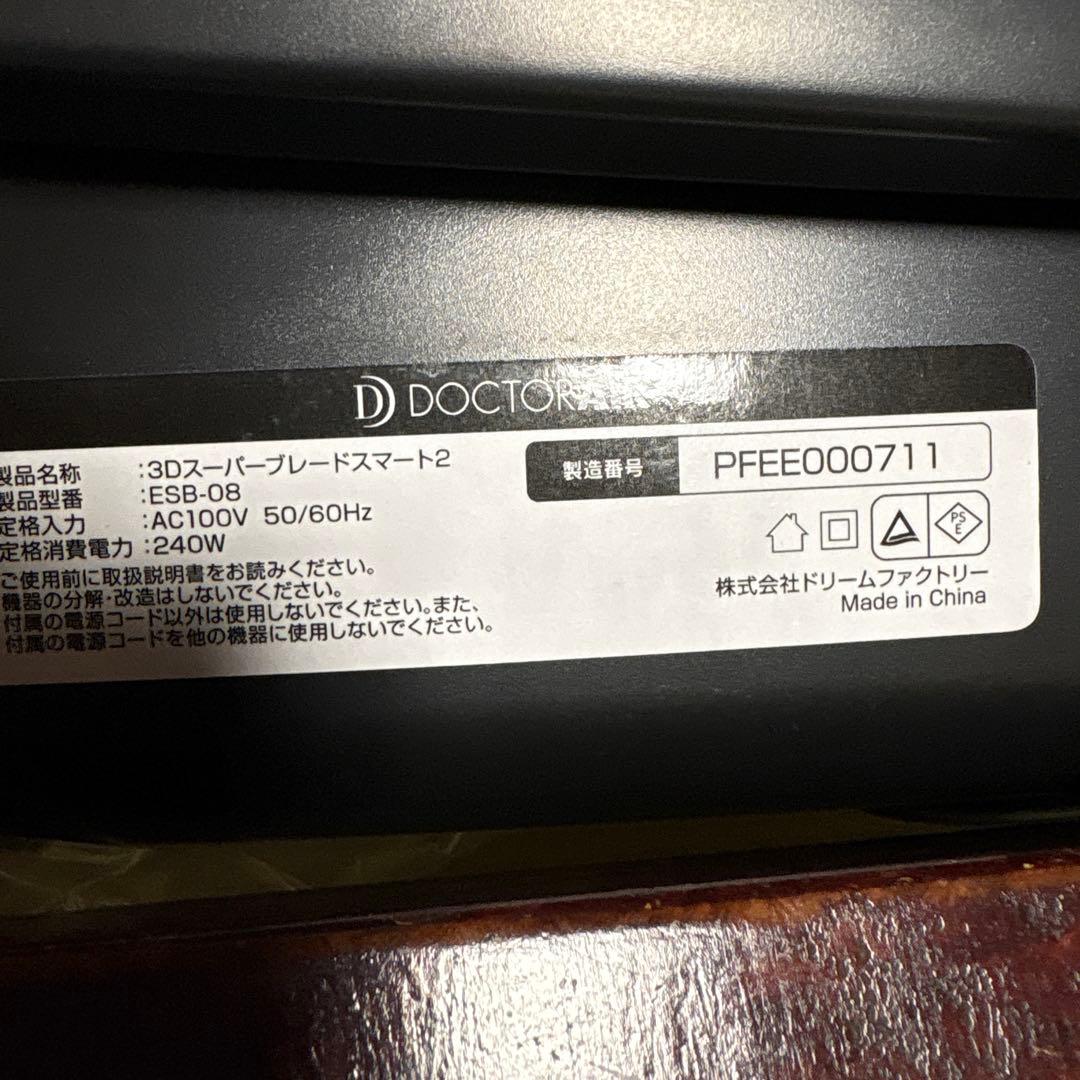 DOCTORAIR
製品名称 :3Dスーパーブレードスマート2
製品型番 :ESB-08
定格入力 :AC100V 50/60Hz
定格消費電力 :240W
ご使用前に取扱説明書をお読みください。
機器の分解・改造はしないでください。
付属の電源コード以外は使用しないでください。また、
付属の電源コードを他の機器に使用しないでください。
製造番号 PFEE000711
PSE
株式会社ドリームファクトリー
Made in China